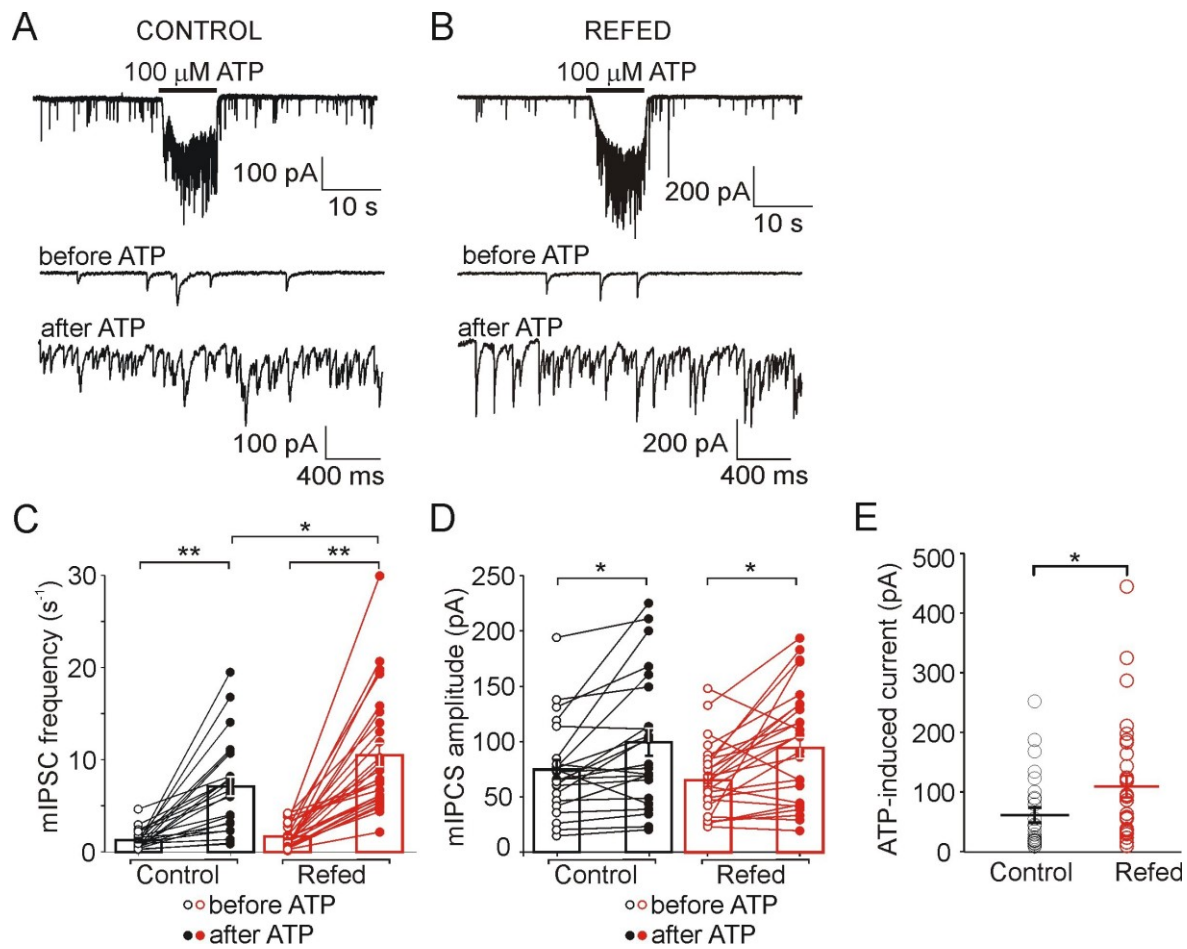 A CONTROL
100 μM ATP
100 pA
10 s
before ATP
after ATP
100 pA
400 ms
B REFED
100 μM ATP
200 pA
10 s
before ATP
after ATP
200 pA
400 ms
C
mIPSC frequency (s⁻¹)
30
20
10
0
**
*
**
Control Refed
before ATP
after ATP
D
mIPCS amplitude (pA)
250
200
150
100
50
0
*
*
Control Refed
before ATP
after ATP
E
ATP-induced current (pA)
500
400
300
200
100
0
*
Control Refed